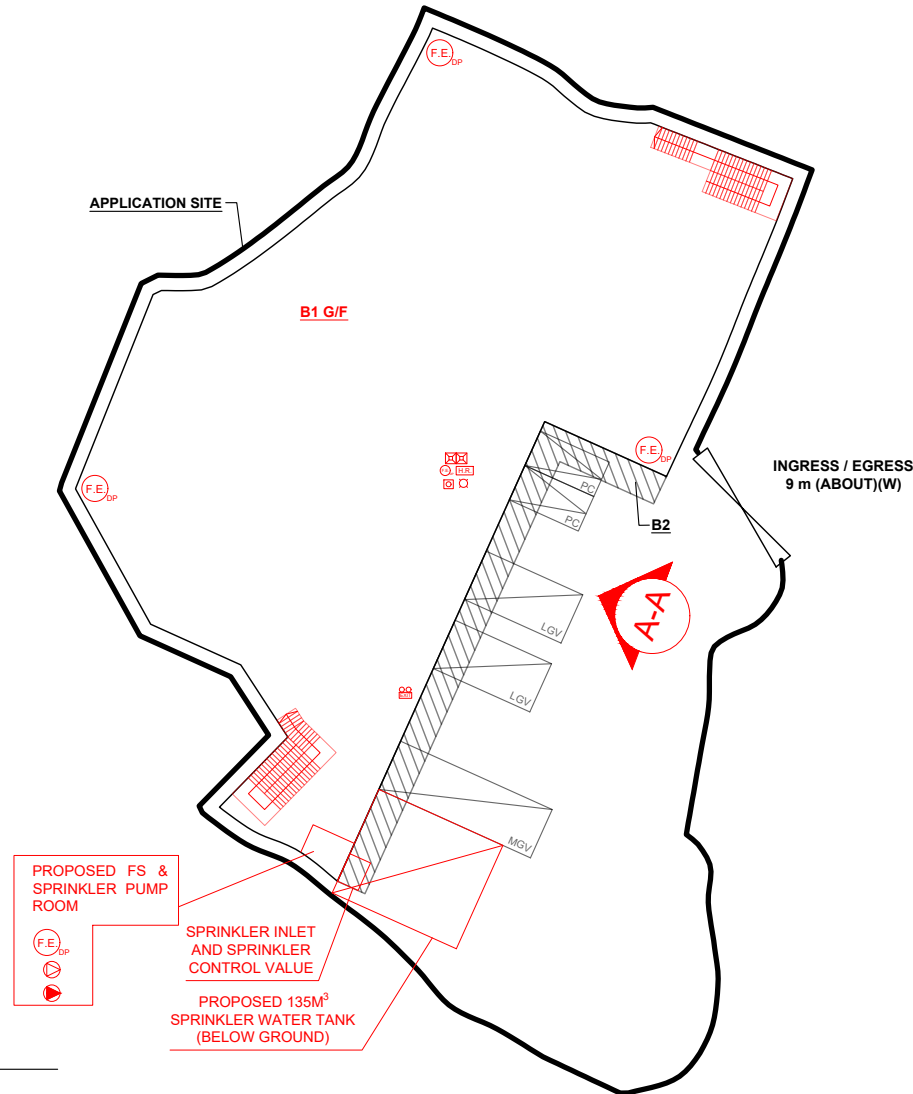 F.E.
DP
APPLICATION SITE
B1 G/F
F.E.
DP
H.R.
F.E.
DP
INGRESS / EGRESS
9 m (ABOUT)(W)
PC
PC
B2
A-A
LGV
LGV
MGV
PROPOSED FS &
SPRINKLER PUMP
ROOM
F.E.
DP
SPRINKLER INLET
AND SPRINKLER
CONTROL VALUE
PROPOSED 135M³
SPRINKLER WATER TANK
(BELOW GROUND)